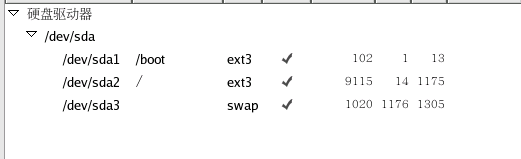 硬盘驱动器
/dev/sda
/dev/sda1 /boot ext3 102 1 13
/dev/sda2 / ext3 9115 14 1175
/dev/sda3 swap 1020 1176 1305